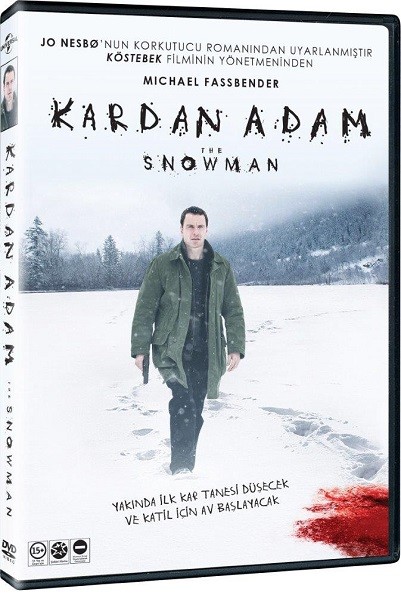 JO NESBØ'NUN KORKUTUCU ROMANINDAN UYARLANMIŞTIR
KÖSTEBEK FİLMİNİN YÖNETMENİNDEN
MICHAEL FASSBENDER
KARDAN ADAM
THE
SNOWMAN
YAKINDA İLK KAR TANESİ DÜŞECEK
VE KATİL İÇİN AV BAŞLAYACAK
KARDAN ADAM
THE
SNOWMAN
15+
DVD
VIDEO